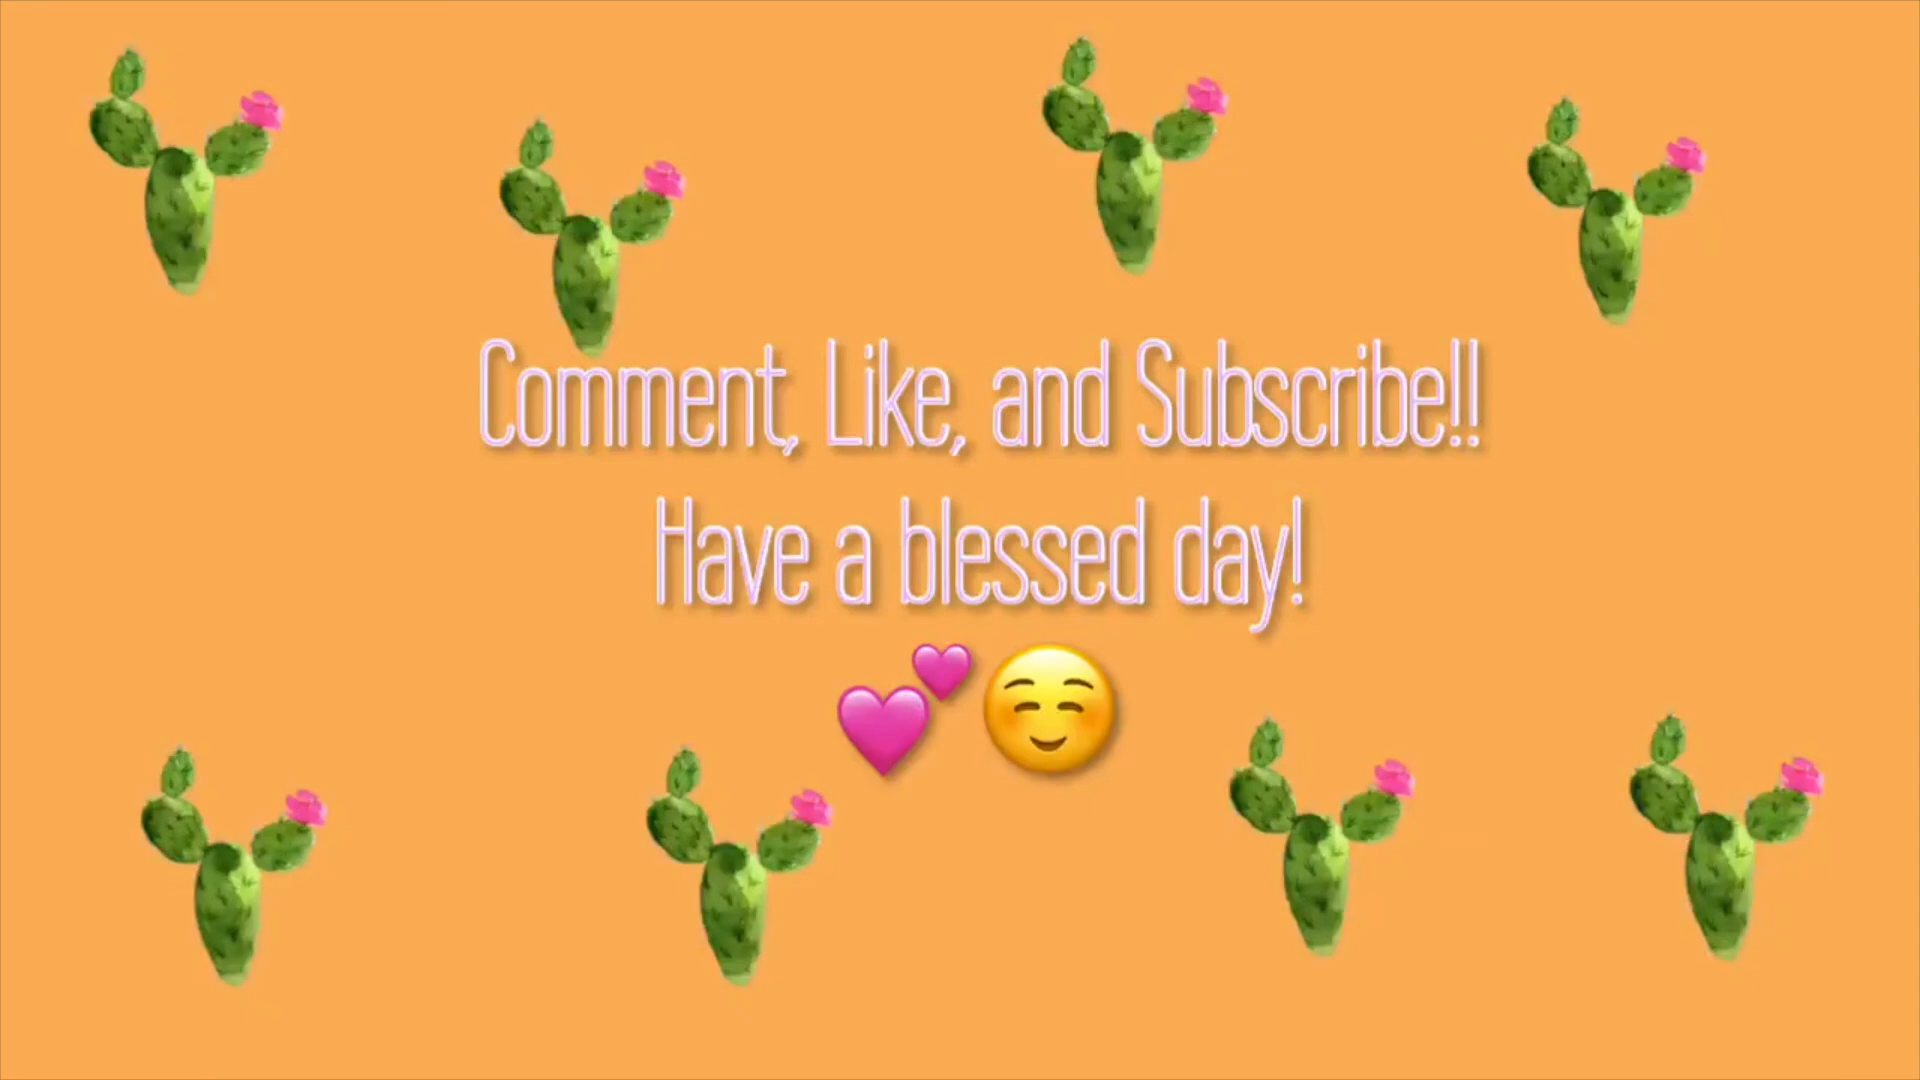 Comment, Like, and Subscribe!!
Have a blessed day!
💕☺️